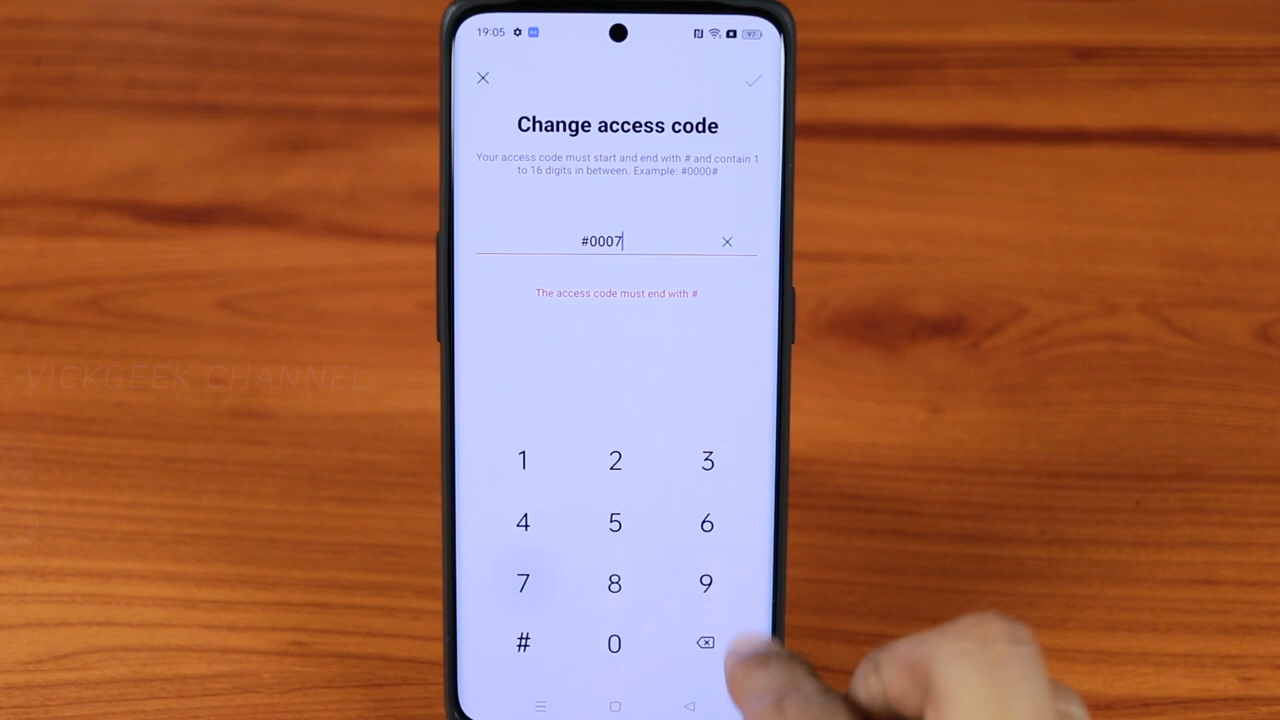 19:05
97
Change access code
Your access code must start and end with # and contain 1
to 16 digits in between. Example: #0000#
#0007
The access code must end with #
VICKGEEK CHANNEL
1 2 3
4 5 6
7 8 9
# 0